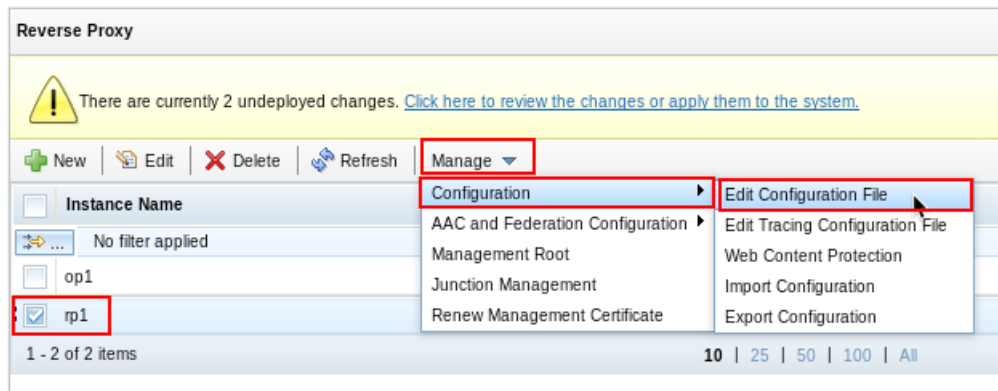 Reverse Proxy
There are currently 2 undeployed changes. Click here to review the changes or apply them to the system.
New Edit Delete Refresh Manage
Instance Name
... No filter applied
op1
rp1
Configuration
AAC and Federation Configuration
Management Root
Junction Management
Renew Management Certificate
Edit Configuration File
Edit Tracing Configuration File
Web Content Protection
Import Configuration
Export Configuration
1 - 2 of 2 items 10 | 25 | 50 | 100 | All